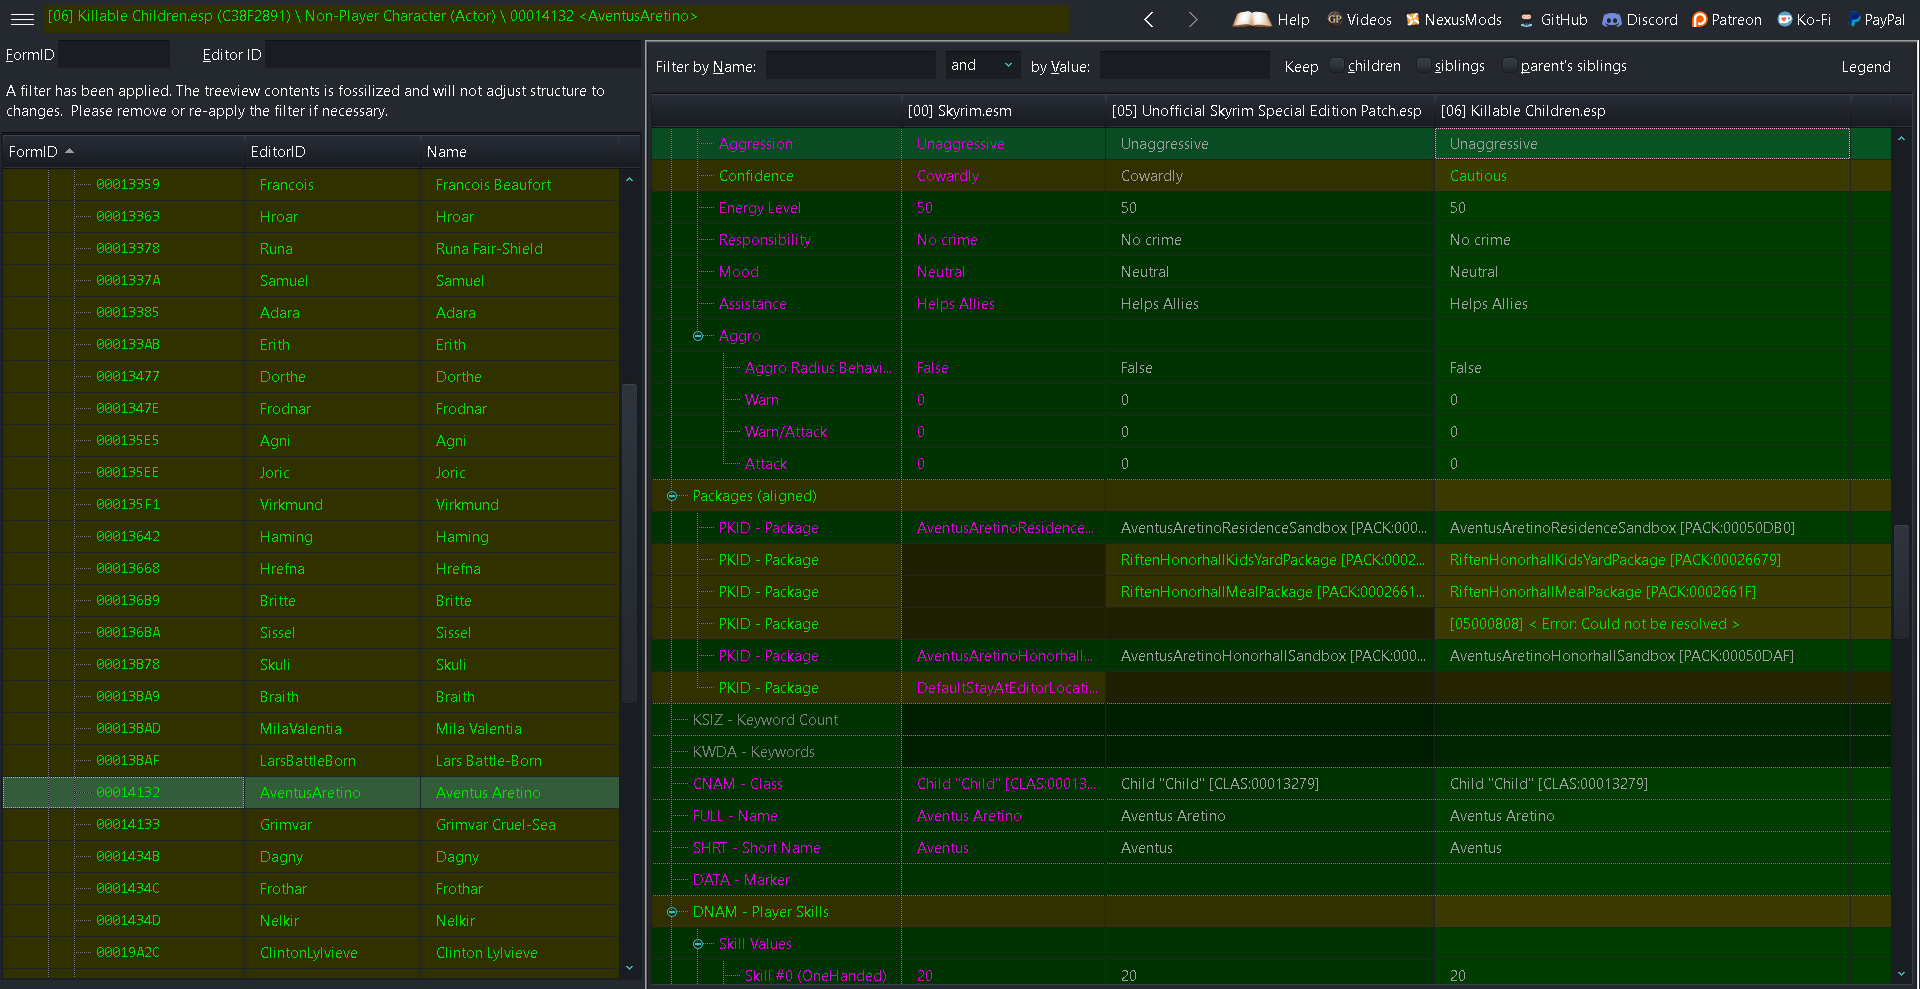 [06] Killable Children.esp (C38F2891) \ Non-Player Character (Actor) \ 00014132 <AventusAretino>
Help Videos NexusMods GitHub Discord Patreon Ko-Fi PayPal
FormID Editor ID
A filter has been applied. The treeview contents is fossilized and will not adjust structure to
changes. Please remove or re-apply the filter if necessary.
FormID EditorID Name
00013359 Francois Francois Beaufort
00013363 Hroar Hroar
00013378 Runa Runa Fair-Shield
0001337A Samuel Samuel
00013385 Adara Adara
000133AB Erith Erith
00013477 Dorthe Dorthe
0001347E Frodnar Frodnar
000135E5 Agni Agni
000135EE Joric Joric
000135F1 Virkmund Virkmund
00013642 Haming Haming
00013668 Hrefna Hrefna
000136B9 Britte Britte
000136BA Sissel Sissel
00013B78 Skuli Skuli
00013BA9 Braith Braith
00013BAD MilaValentia Mila Valentia
00013BAF LarsBattleBorn Lars Battle-Born
00014132 AventusAretino Aventus Aretino
00014133 Grimvar Grimvar Cruel-Sea
0001434B Dagny Dagny
0001434C Frothar Frothar
0001434D Nelkir Nelkir
00019A2C ClintonLylvieve Clinton Lylvieve
Filter by Name: and by Value: Keep children siblings parent's siblings Legend
[00] Skyrim.esm [05] Unofficial Skyrim Special Edition Patch.esp [06] Killable Children.esp
Aggression Unaggressive Unaggressive Unaggressive
Confidence Cowardly Cowardly Cautious
Energy Level 50 50 50
Responsibility No crime No crime No crime
Mood Neutral Neutral Neutral
Assistance Helps Allies Helps Allies Helps Allies
Aggro
Aggro Radius Behavi... False False False
Warn 0 0 0
Warn/Attack 0 0 0
Attack 0 0 0
Packages (aligned)
PKID - Package AventusAretinoResidence... AventusAretinoResidenceSandbox [PACK:000... AventusAretinoResidenceSandbox [PACK:00050DB0]
PKID - Package RiftenHonorhallKidsYardPackage [PACK:0002... RiftenHonorhallKidsYardPackage [PACK:00026679]
PKID - Package RiftenHonorhallMealPackage [PACK:0002661... RiftenHonorhallMealPackage [PACK:0002661F]
PKID - Package [05000808] < Error: Could not be resolved >
PKID - Package AventusAretinoHonorhall... AventusAretinoHonorhallSandbox [PACK:000... AventusAretinoHonorhallSandbox [PACK:00050DAF]
PKID - Package DefaultStayAtEditorLocati...
KSIZ - Keyword Count
KWDA - Keywords
CNAM - Class Child "Child" [CLAS:00013... Child "Child" [CLAS:00013279] Child "Child" [CLAS:00013279]
FULL - Name Aventus Aretino Aventus Aretino Aventus Aretino
SHRT - Short Name Aventus Aventus Aventus
DATA - Marker
DNAM - Player Skills
Skill Values
Skill #0 (OneHanded) 20 20 20